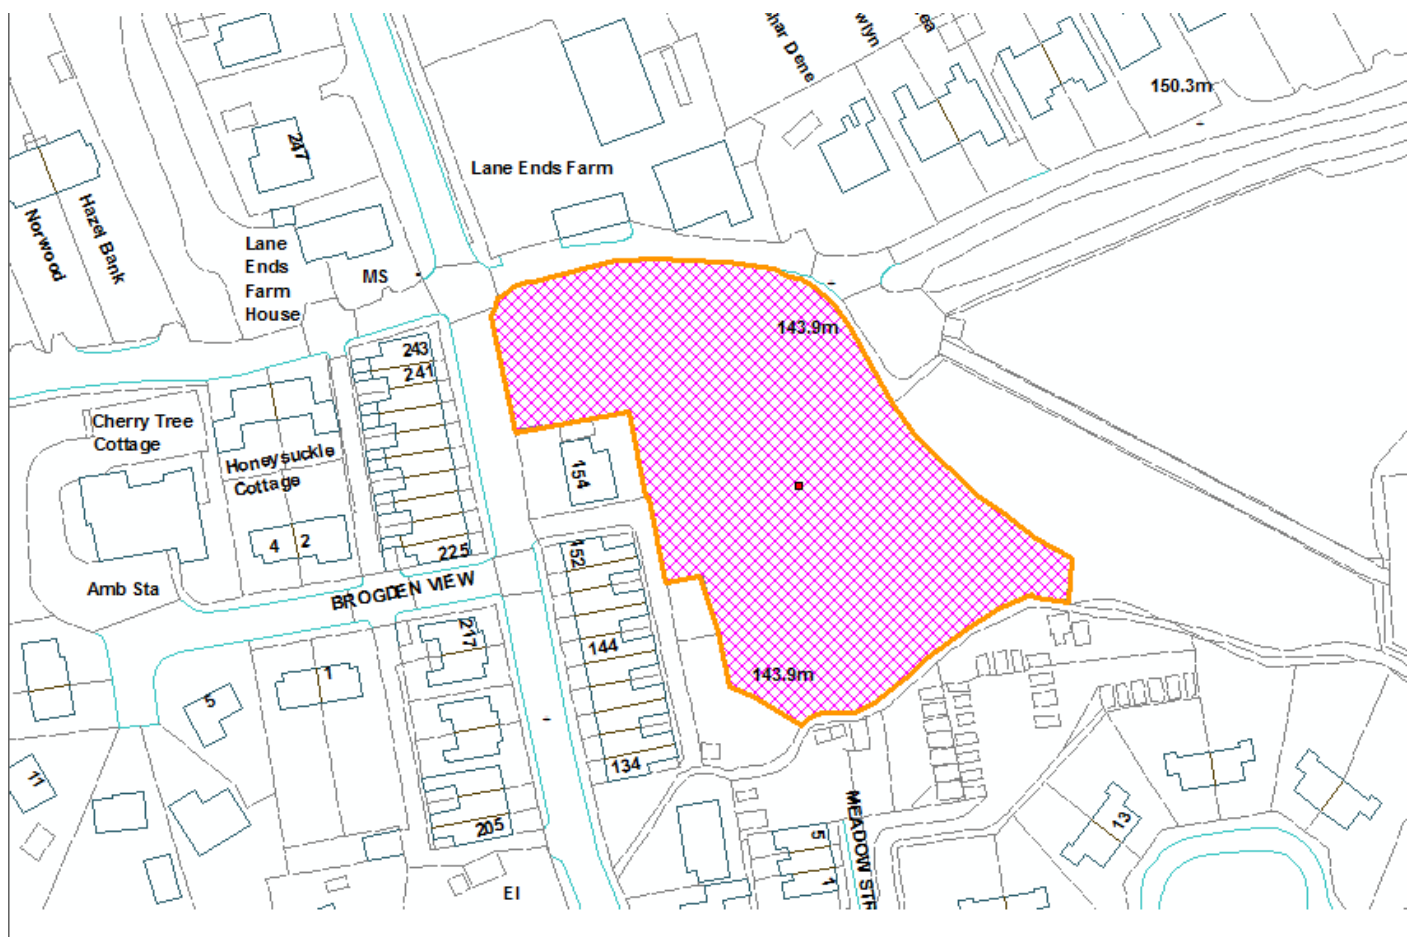 Dene
150.3m
247
Lane Ends Farm
Hazel Bank
Norwood
Lane
Ends
Farm
House
MS
143.9m
243
241
Cherry Tree
Cottage
Honeysuckle
Cottage
154
4
2
225
152
Amb Sta
BROGDEN VIEW
217
144
143.9m
1
5
134
11
205
MEADOW STR
5
1
13
EI